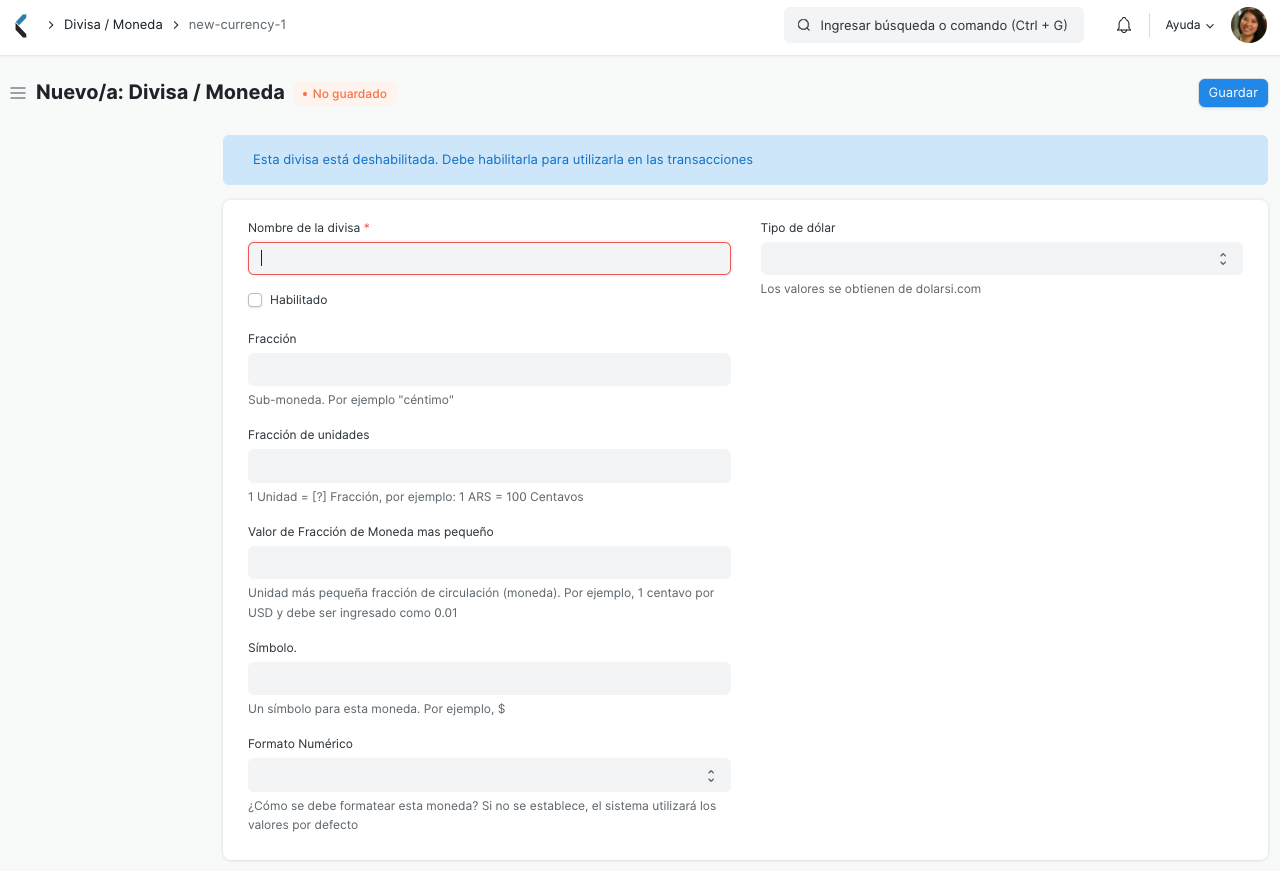 Divisa / Moneda
new-currency-1
Ingresar búsqueda o comando (Ctrl + G)
Ayuda
Nuevo/a: Divisa / Moneda
• No guardado
Guardar
Esta divisa está deshabilitada. Debe habilitarla para utilizarla en las transacciones
Nombre de la divisa *
Habilitado
Fracción
Sub-moneda. Por ejemplo "céntimo"
Fracción de unidades
1 Unidad = [?] Fracción, por ejemplo: 1 ARS = 100 Centavos
Valor de Fracción de Moneda mas pequeño
Unidad más pequeña fracción de circulación (moneda). Por ejemplo, 1 centavo por
USD y debe ser ingresado como 0.01
Símbolo.
Un símbolo para esta moneda. Por ejemplo, $
Formato Numérico
¿Cómo se debe formatear esta moneda? Si no se establece, el sistema utilizará los
valores por defecto
Tipo de dólar
Los valores se obtienen de dolarsi.com